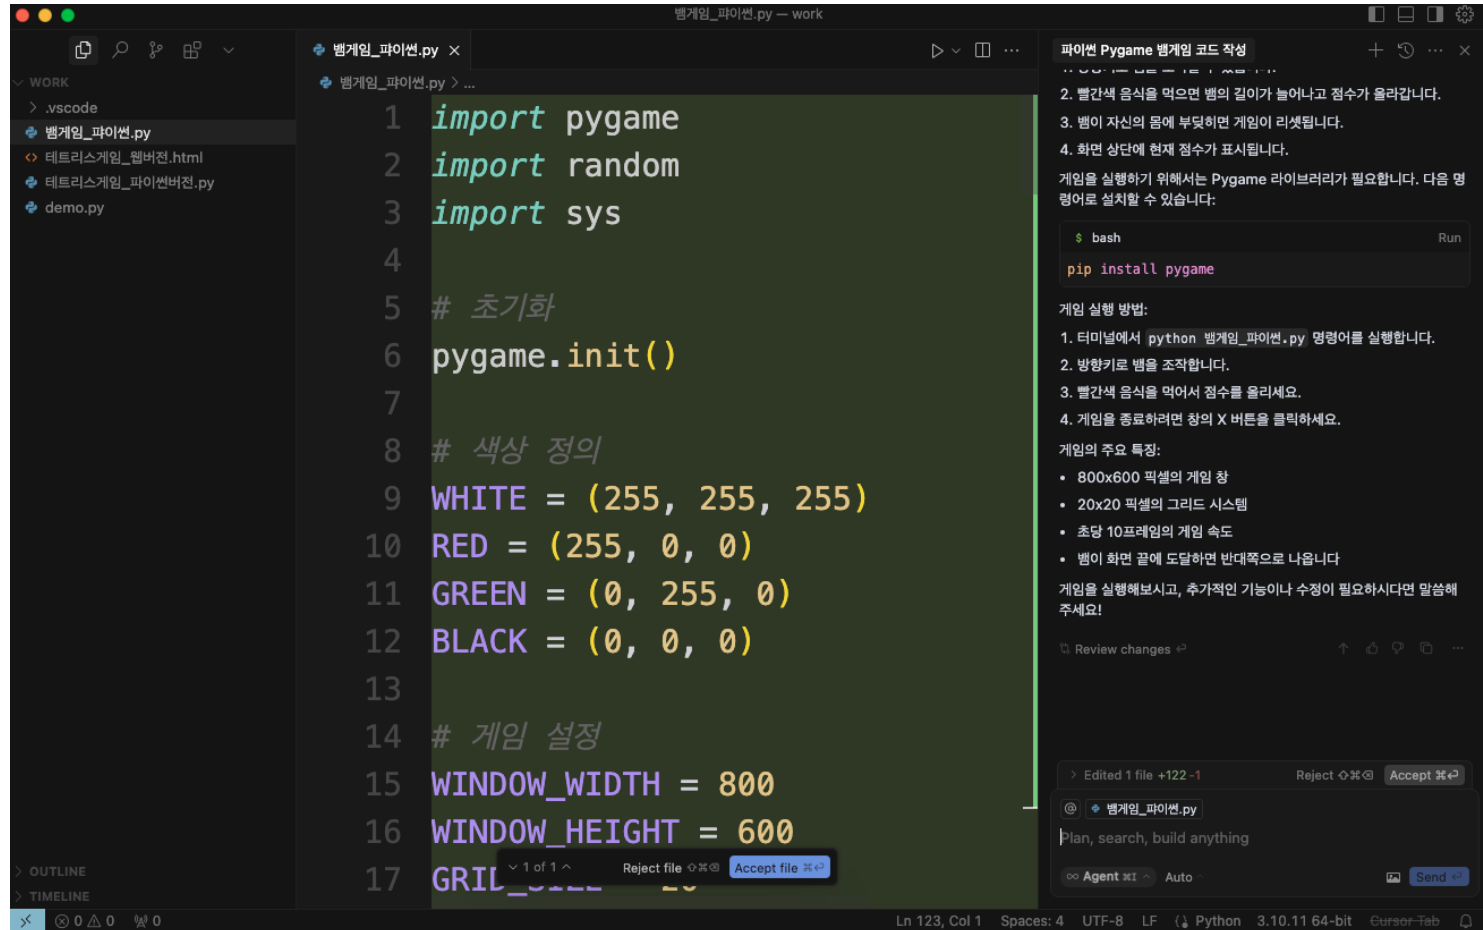 뱀게임_파이썬.py — work
WORK
.vscode
뱀게임_파이썬.py
테트리스게임_웹버전.html
테트리스게임_파이썬버전.py
demo.py
OUTLINE
TIMELINE
뱀게임_파이썬.py
뱀게임_파이썬.py > ...
1 import pygame
2 import random
3 import sys
4
5 # 초기화
6 pygame.init()
7
8 # 색상 정의
9 WHITE = (255, 255, 255)
10 RED = (255, 0, 0)
11 GREEN = (0, 255, 0)
12 BLACK = (0, 0, 0)
13
14 # 게임 설정
15 WINDOW_WIDTH = 800
16 WINDOW_HEIGHT = 600
17
1 of 1
Reject file ⇧⌘⌫
Accept file ⌘⏎
파이썬 Pygame 뱀게임 코드 작성
2. 빨간색 음식을 먹으면 뱀의 길이가 늘어나고 점수가 올라갑니다.
3. 뱀이 자신의 몸에 부딪히면 게임이 리셋됩니다.
4. 화면 상단에 현재 점수가 표시됩니다.
게임을 실행하기 위해서는 Pygame 라이브러리가 필요합니다. 다음 명
령어로 설치할 수 있습니다:
$ bash
Run
pip install pygame
게임 실행 방법:
1. 터미널에서 python 뱀게임_파이썬.py 명령어를 실행합니다.
2. 방향키로 뱀을 조작합니다.
3. 빨간색 음식을 먹어서 점수를 올리세요.
4. 게임을 종료하려면 창의 X 버튼을 클릭하세요.
게임의 주요 특징:
• 800x600 픽셀의 게임 창
• 20x20 픽셀의 그리드 시스템
• 초당 10프레임의 게임 속도
• 뱀이 화면 끝에 도달하면 반대쪽으로 나옵니다
게임을 실행해보시고, 추가적인 기능이나 수정이 필요하시다면 말씀해
주세요!
Review changes ⏎
> Edited 1 file +122 -1
Reject ⇧⌘⌫
Accept ⌘⏎
@ 뱀게임_파이썬.py
Plan, search, build anything
∞ Agent ⌘I
Auto
Send ⏎
0 0 0
Ln 123, Col 1 Spaces: 4 UTF-8 LF Python 3.10.11 64-bit Cursor Tab